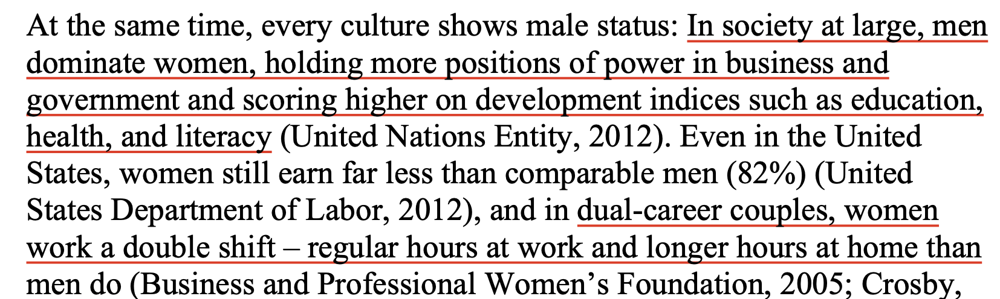 At the same time, every culture shows male status: In society at large, men
dominate women, holding more positions of power in business and
government and scoring higher on development indices such as education,
health, and literacy (United Nations Entity, 2012). Even in the United
States, women still earn far less than comparable men (82%) (United
States Department of Labor, 2012), and in dual-career couples, women
work a double shift – regular hours at work and longer hours at home than
men do (Business and Professional Women’s Foundation, 2005; Crosby,